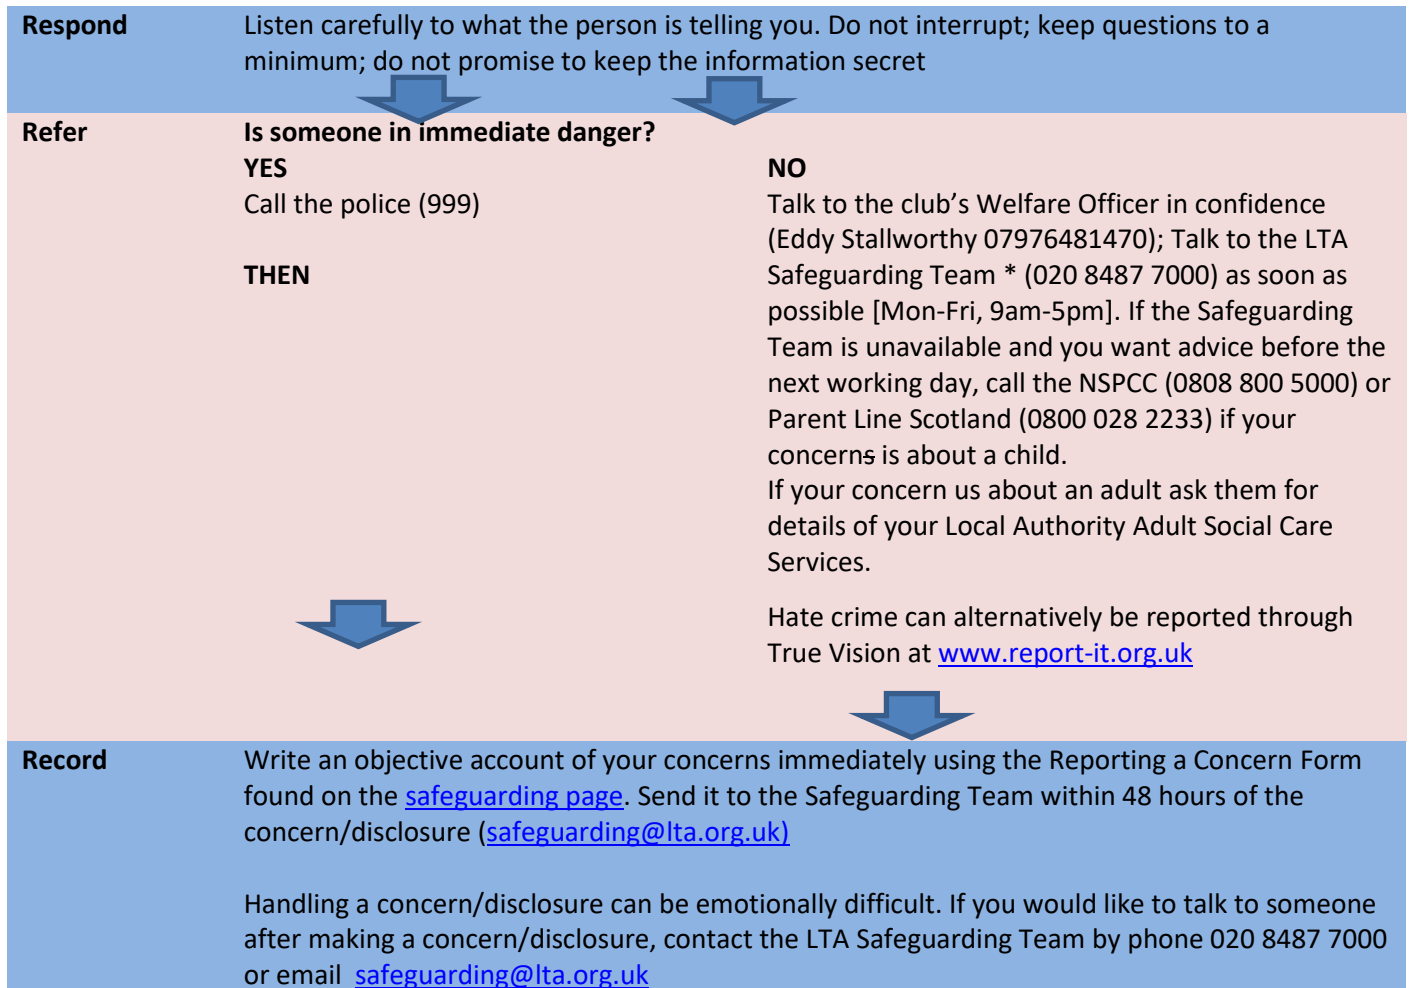 Respond
Listen carefully to what the person is telling you. Do not interrupt; keep questions to a
minimum; do not promise to keep the information secret
Refer
Is someone in immediate danger?
YES
Call the police (999)
THEN
NO
Talk to the club’s Welfare Officer in confidence
(Eddy Stallworthy 07976481470); Talk to the LTA
Safeguarding Team * (020 8487 7000) as soon as
possible [Mon-Fri, 9am-5pm]. If the Safeguarding
Team is unavailable and you want advice before the
next working day, call the NSPCC (0808 800 5000) or
Parent Line Scotland (0800 028 2233) if your
concerns is about a child.
If your concern us about an adult ask them for
details of your Local Authority Adult Social Care
Services.
Hate crime can alternatively be reported through
True Vision at www.report-it.org.uk
Record
Write an objective account of your concerns immediately using the Reporting a Concern Form
found on the safeguarding page. Send it to the Safeguarding Team within 48 hours of the
concern/disclosure (safeguarding@lta.org.uk)
Handling a concern/disclosure can be emotionally difficult. If you would like to talk to someone
after making a concern/disclosure, contact the LTA Safeguarding Team by phone 020 8487 7000
or email safeguarding@lta.org.uk